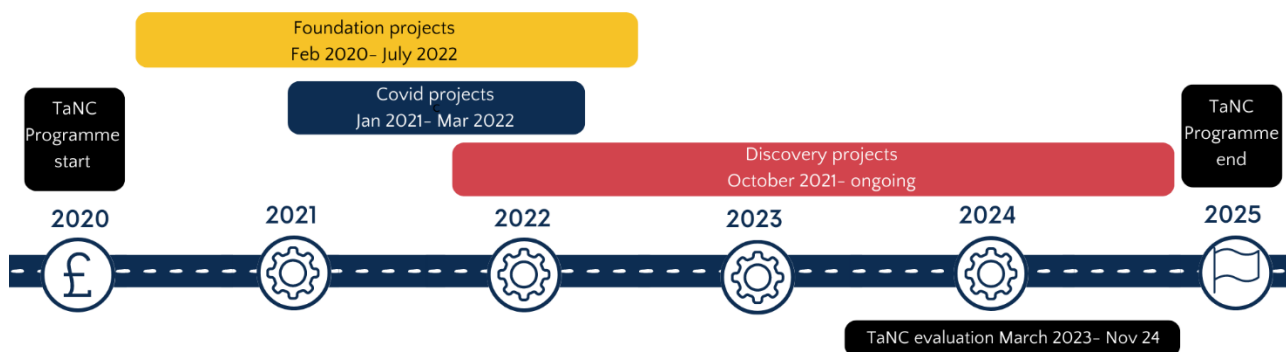 Foundation projects
Feb 2020- July 2022
Covid projects
c
Jan 2021- Mar 2022
TaNC
Programme
start
TaNC
Programme
end
Discovery projects
October 2021- ongoing
2020
2021
2022
2023
2024
2025
£
TaNC evaluation March 2023- Nov 24